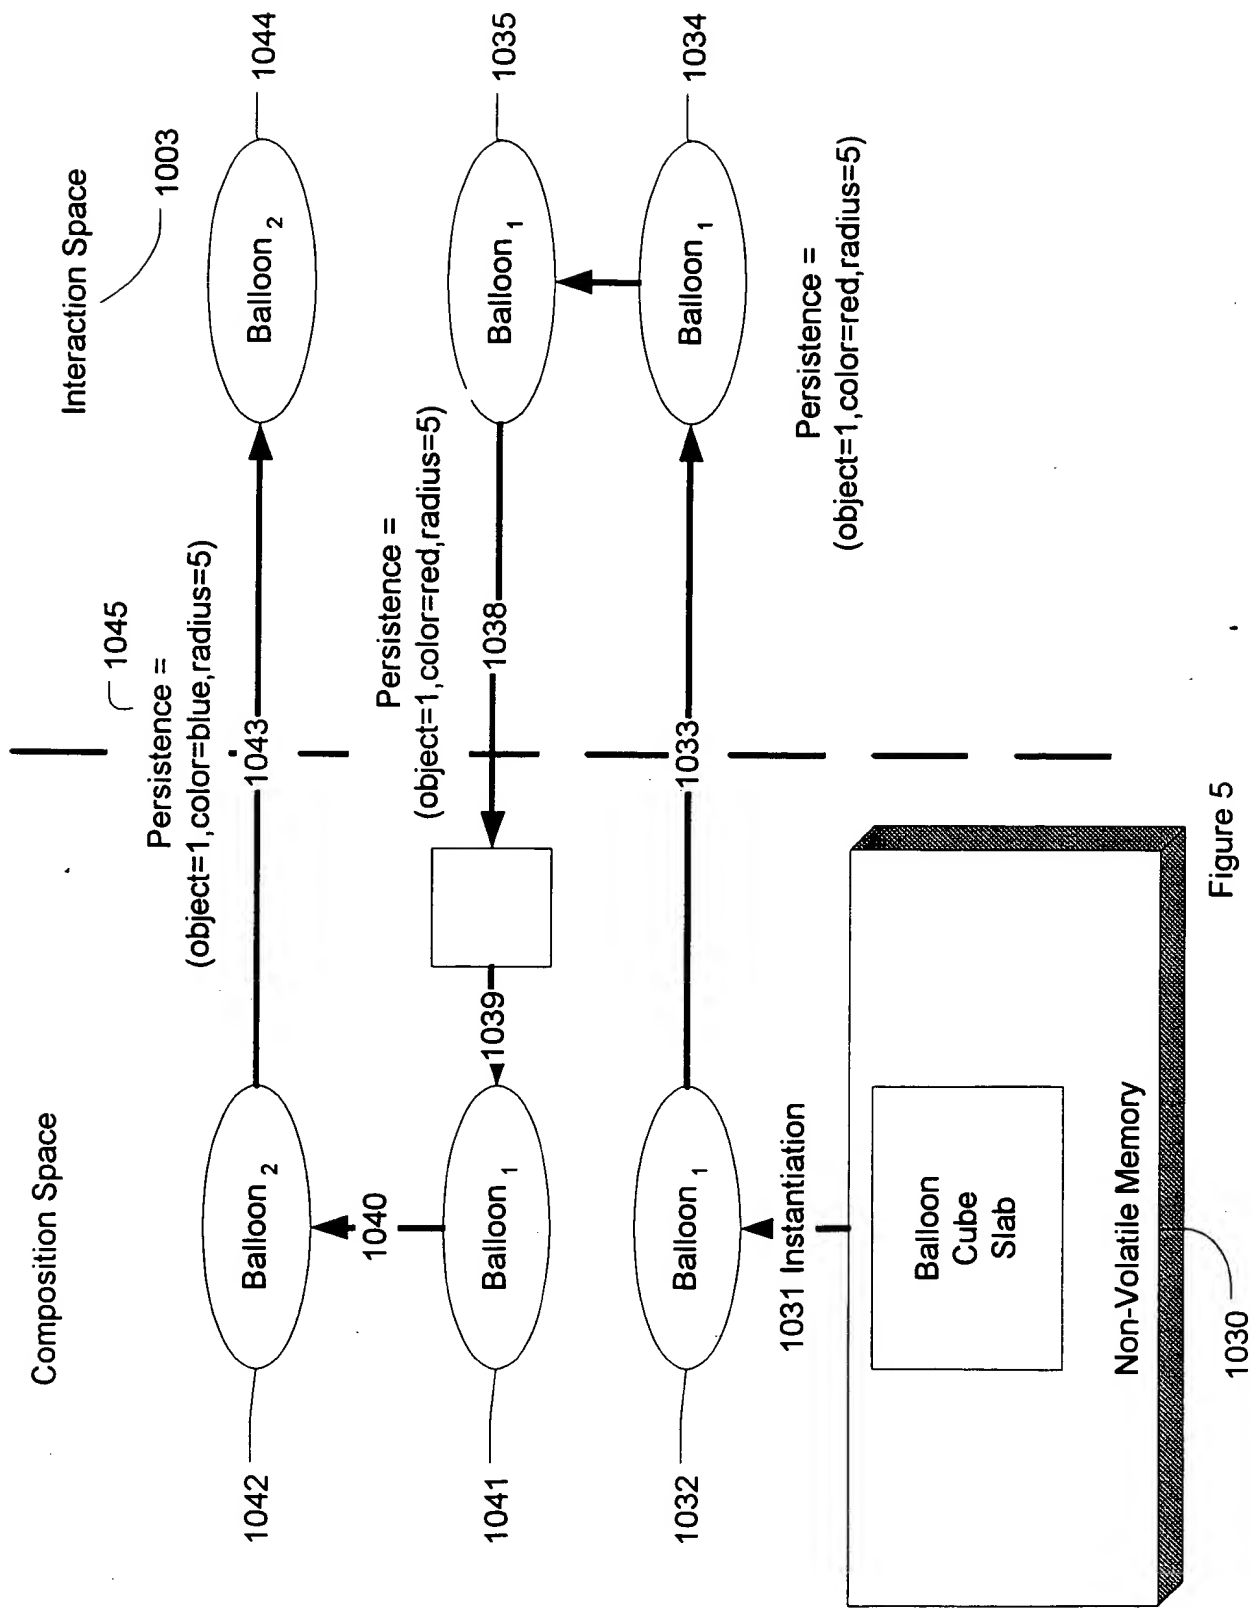 Composition Space
Interaction Space
1003
1045
Persistence =
(object=1,color=blue,radius=5)
1042
Balloon 2
1043
Balloon 2
1044
1040
Persistence =
(object=1,color=red,radius=5)
1041
Balloon 1
1039
1038
Balloon 1
1035
1032
Balloon 1
1033
Balloon 1
1034
1031 Instantiation
Persistence =
(object=1,color=red,radius=5)
Balloon
Cube
Slab
Non-Volatile Memory
1030
Figure 5